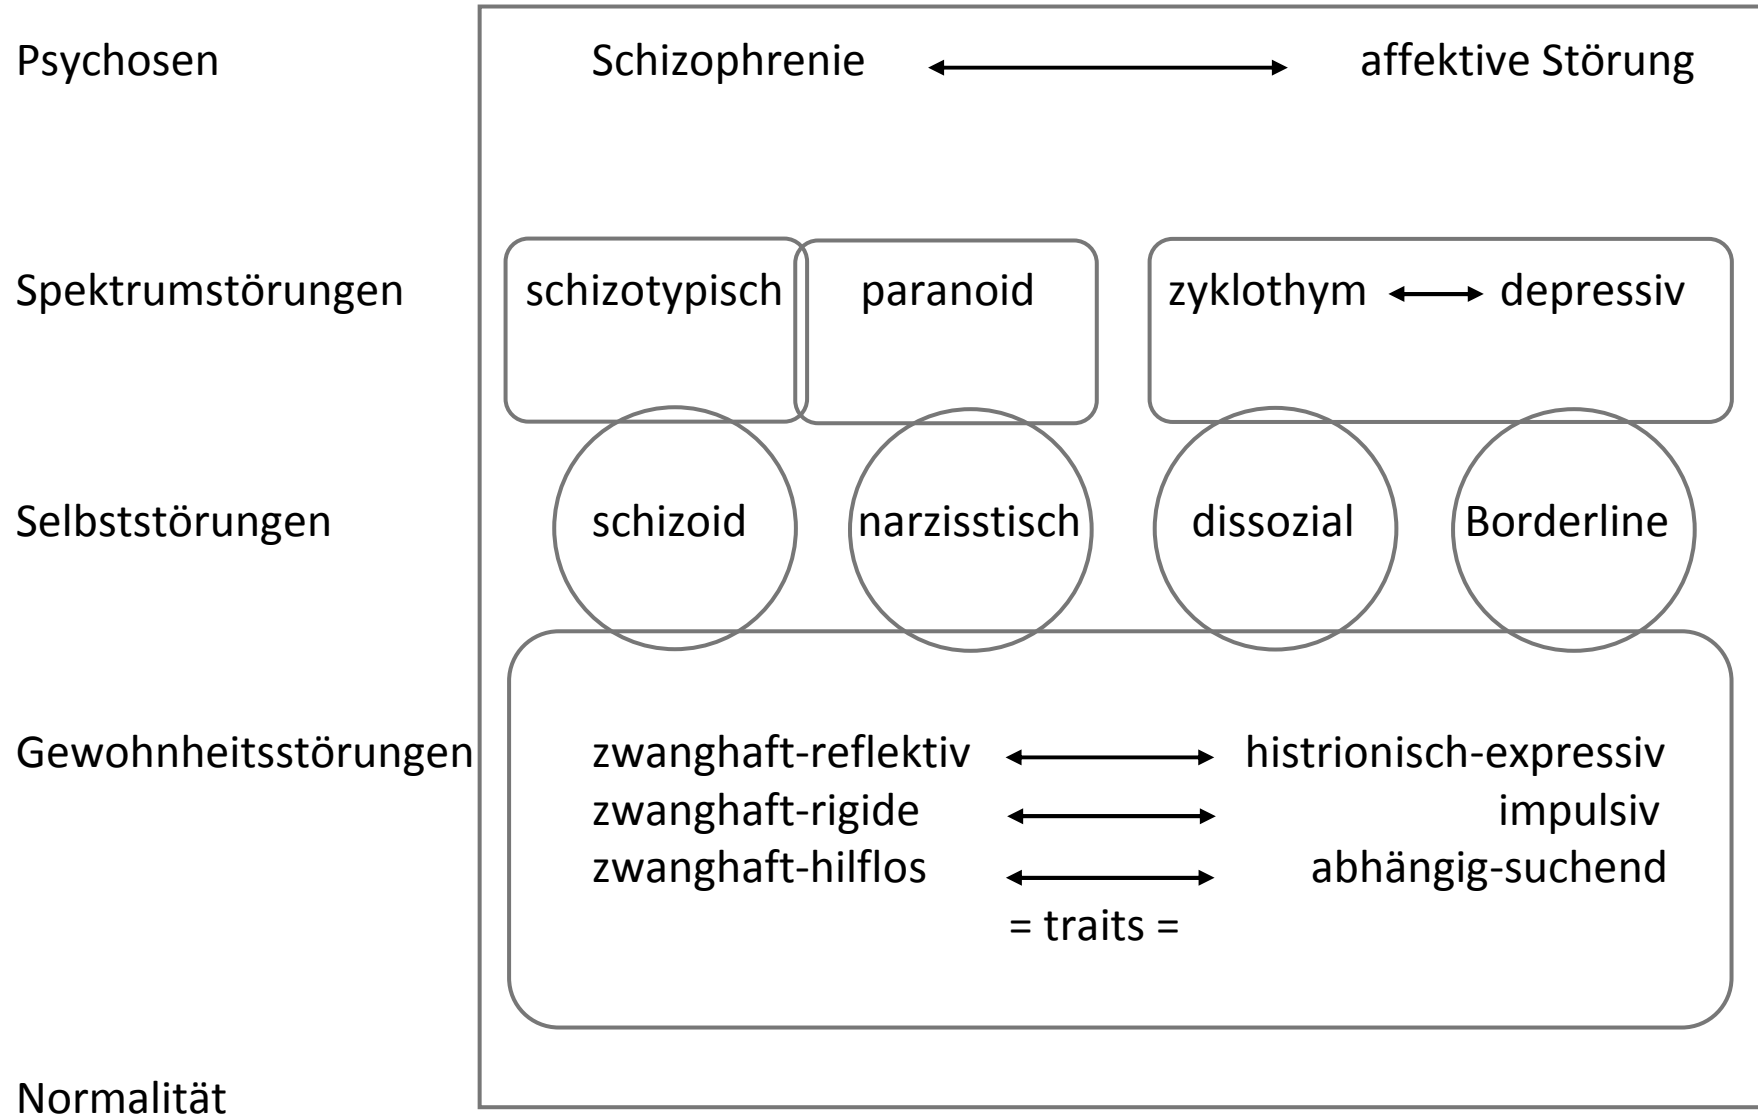 Psychosen Schizophrenie affektive Störung
Spektrumstörungen schizotypisch paranoid zyklothym depressiv
Selbststörungen schizoid narzisstisch dissozial Borderline
Gewohnheitsstörungen zwanghaft-reflektiv histrionisch-expressiv
zwanghaft-rigide impulsiv
zwanghaft-hilflos abhängig-suchend
= traits =
Normalität